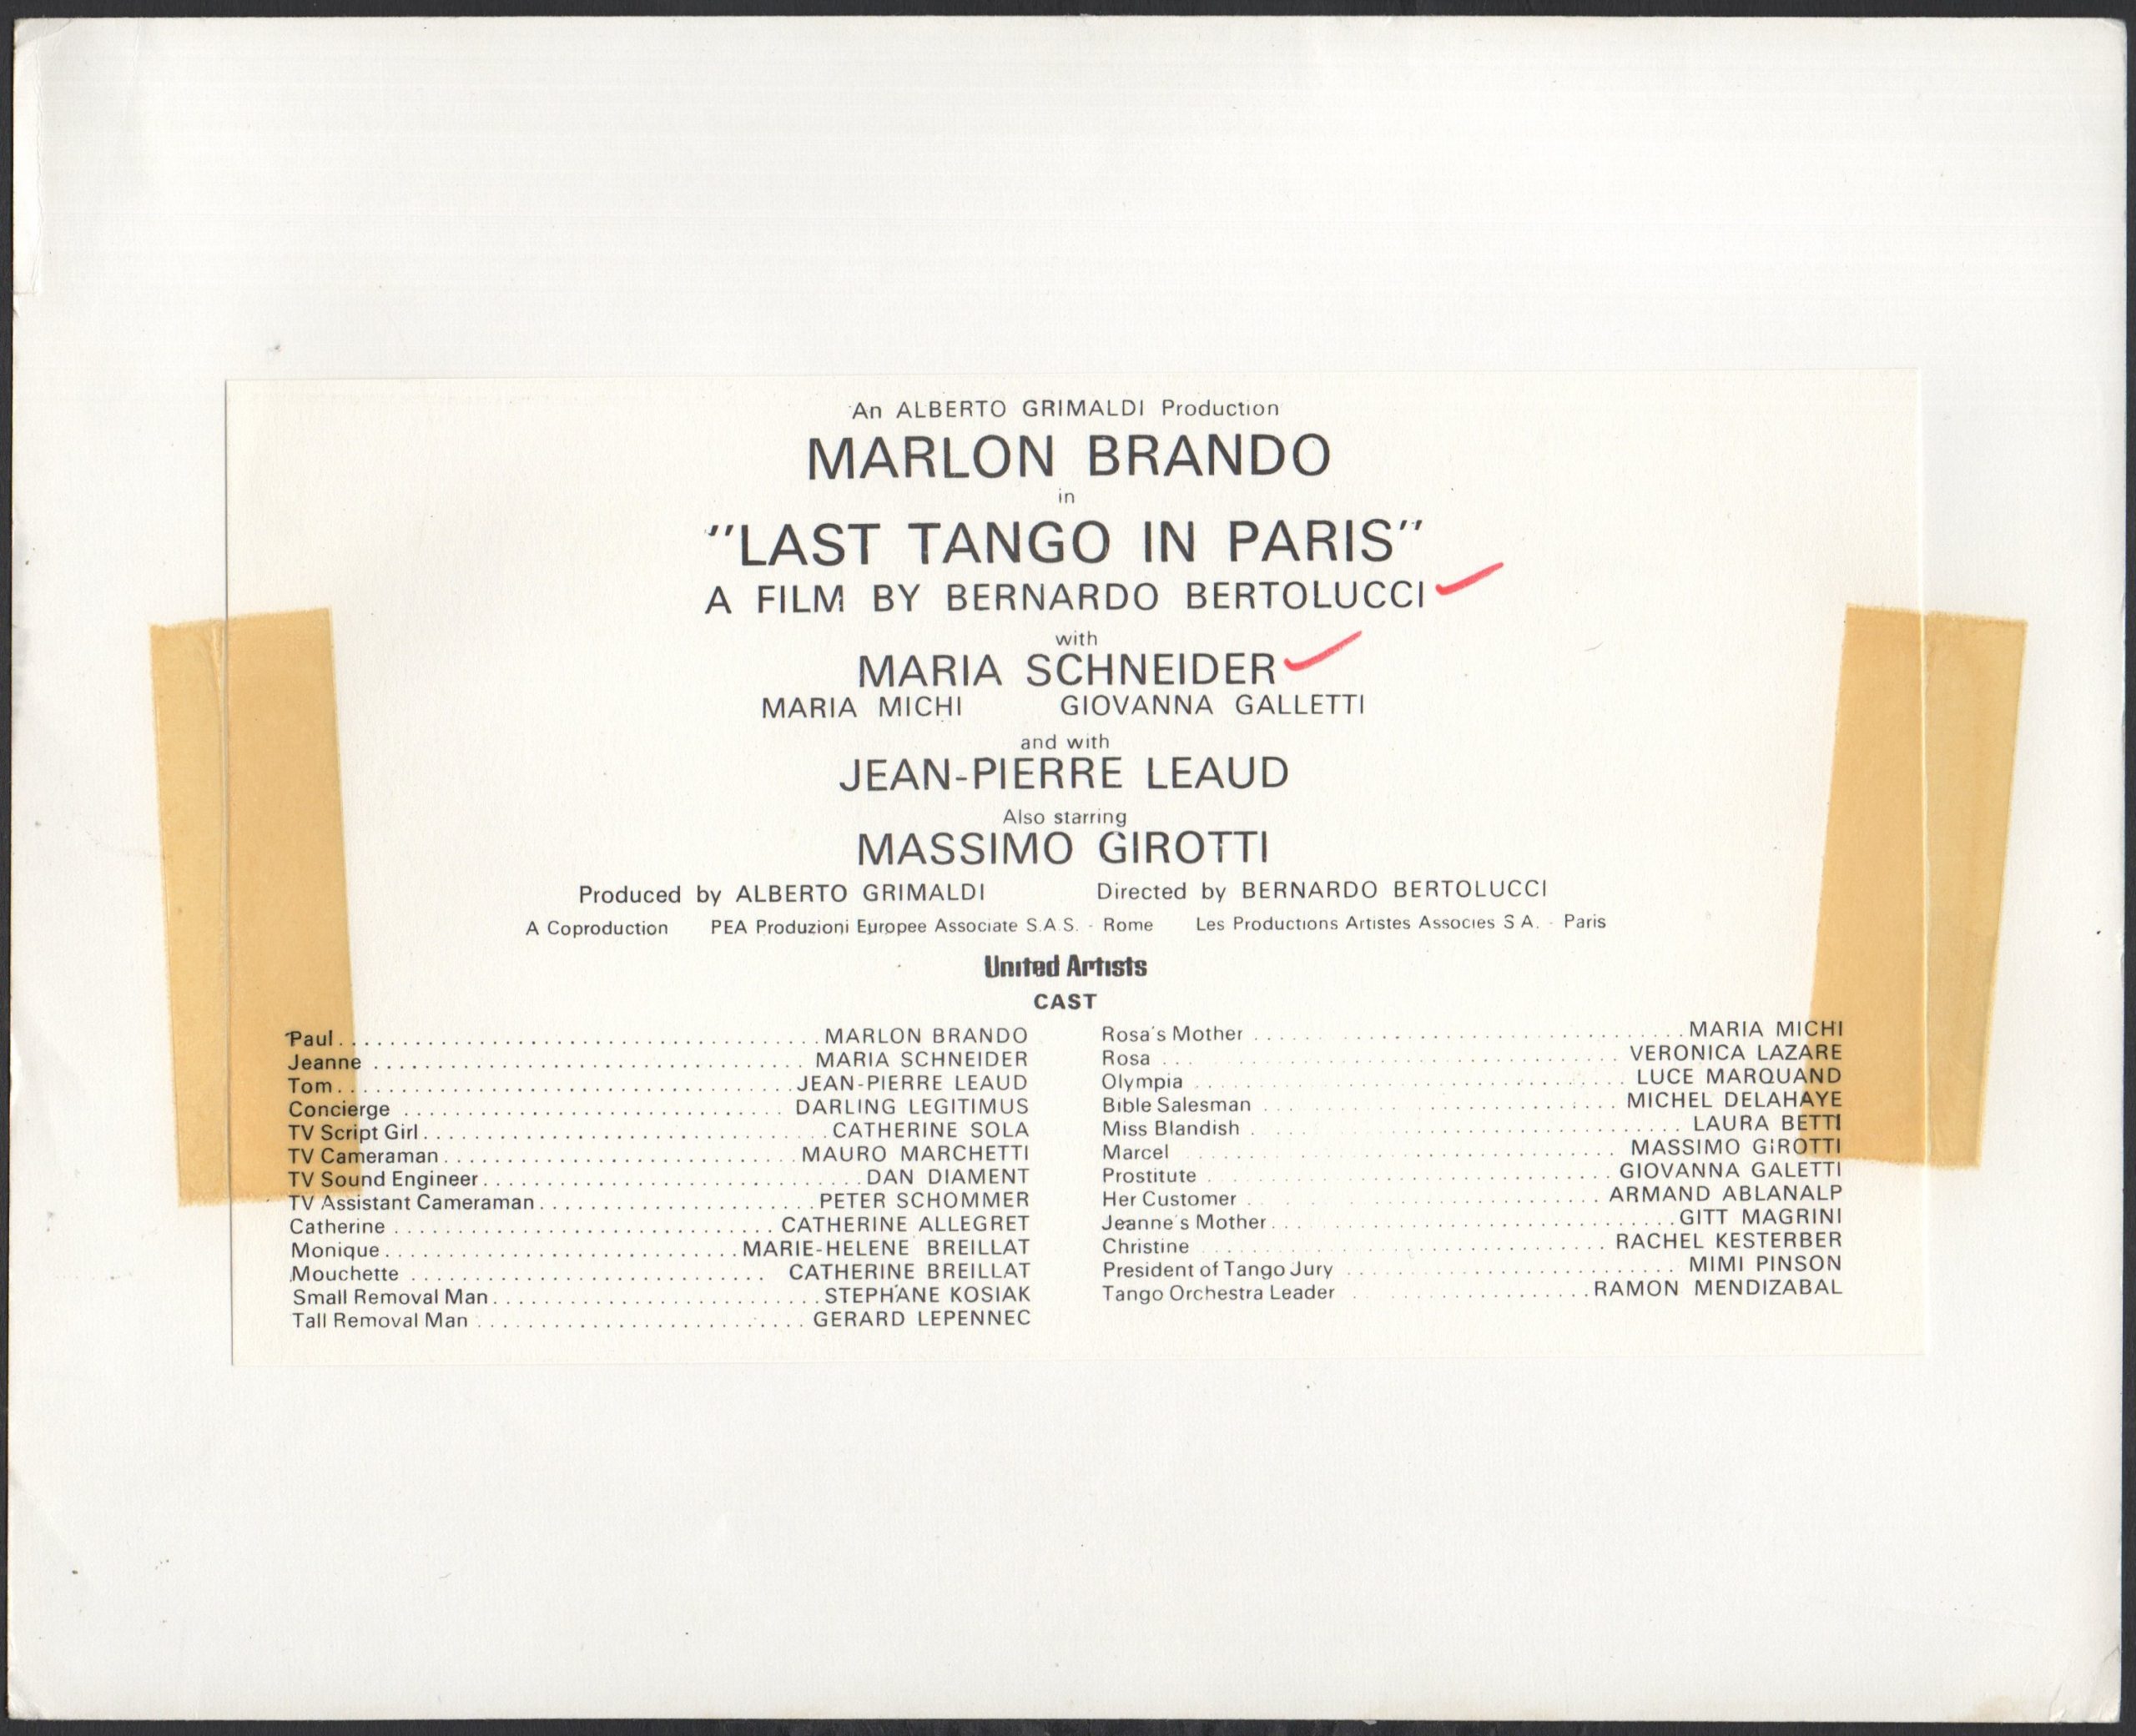 An ALBERTO GRIMALDI Production
MARLON BRANDO
in
"LAST TANGO IN PARIS"
A FILM BY BERNARDO BERTOLUCCI
with
MARIA SCHNEIDER
MARIA MICHI GIOVANNA GALLETTI
and with
JEAN-PIERRE LEAUD
Also starring
MASSIMO GIROTTI
Produced by ALBERTO GRIMALDI Directed by BERNARDO BERTOLUCCI
A Coproduction PEA Produzioni Europee Associate S.A.S. - Rome Les Productions Artistes Associes S A. - Paris
United Artists
CAST
Paul MARLON BRANDO
Jeanne MARIA SCHNEIDER
Tom JEAN-PIERRE LEAUD
Concierge DARLING LEGITIMUS
TV Script Girl CATHERINE SOLA
TV Cameraman MAURO MARCHETTI
TV Sound Engineer DAN DIAMENT
TV Assistant Cameraman PETER SCHOMMER
Catherine CATHERINE ALLEGRET
Monique MARIE-HELENE BREILLAT
Mouchette CATHERINE BREILLAT
Small Removal Man STEPHANE KOSIAK
Tall Removal Man GERARD LEPENNEC
Rosa's Mother MARIA MICHI
Rosa VERONICA LAZARE
Olympia LUCE MARQUAND
Bible Salesman MICHEL DELAHAYE
Miss Blandish LAURA BETTI
Marcel MASSIMO GIROTTI
Prostitute GIOVANNA GALETTI
Her Customer ARMAND ABLANALP
Jeanne's Mother GITT MAGRINI
Christine RACHEL KESTERBER
President of Tango Jury MIMI PINSON
Tango Orchestra Leader RAMON MENDIZABAL